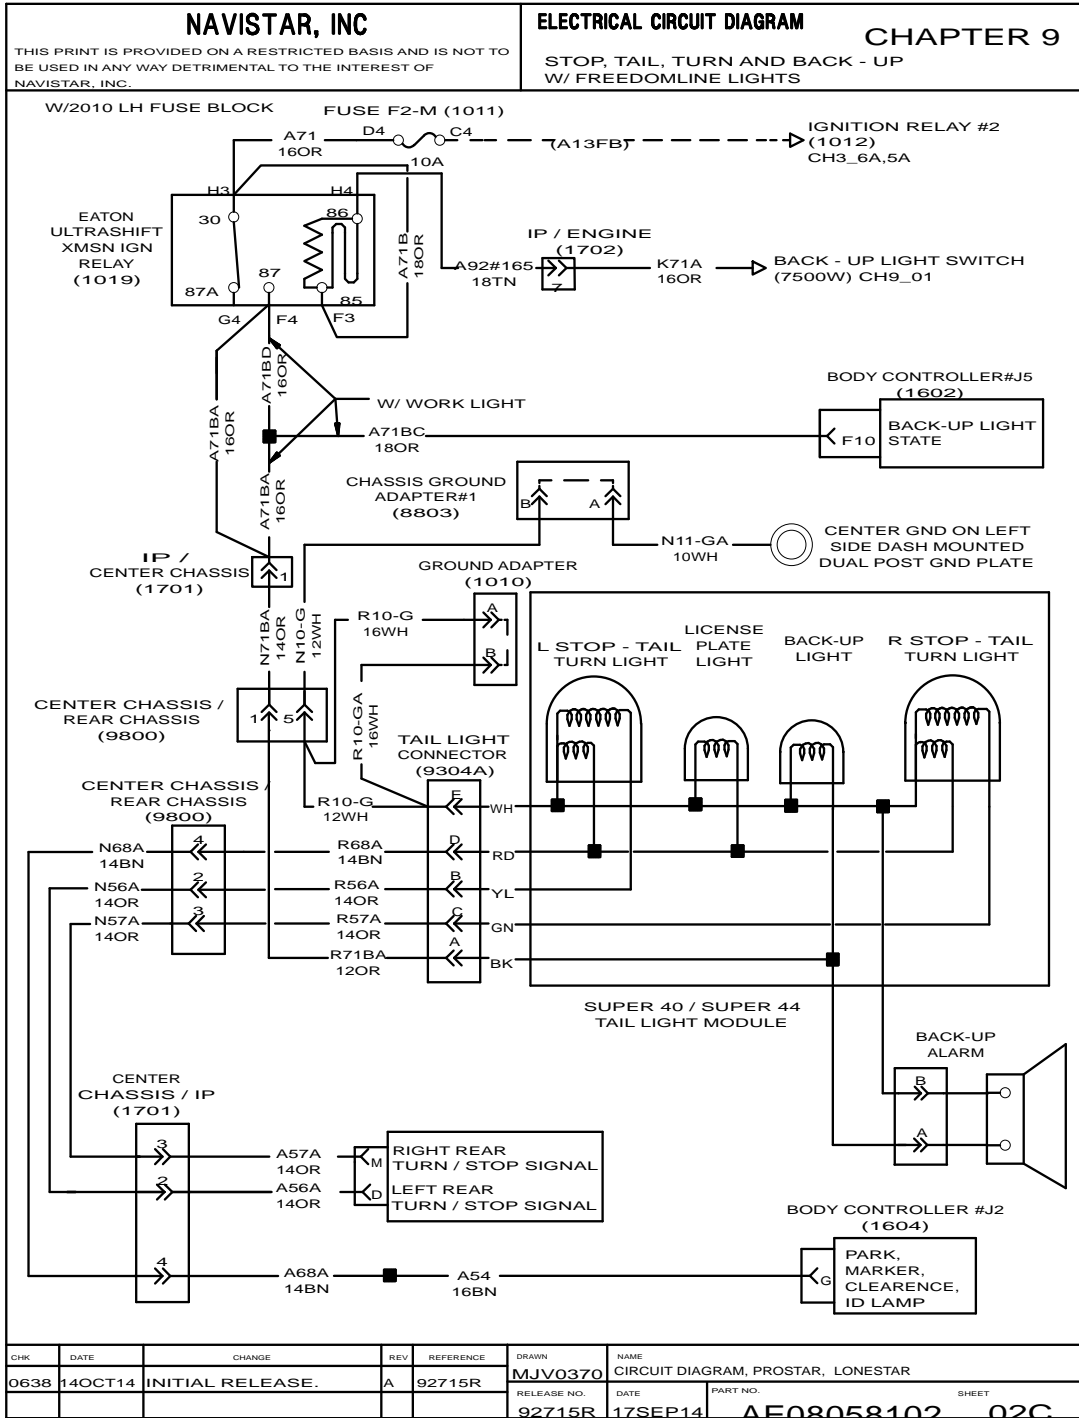 NAVISTAR, INC
THIS PRINT IS PROVIDED ON A RESTRICTED BASIS AND IS NOT TO
BE USED IN ANY WAY DETRIMENTAL TO THE INTEREST OF
NAVISTAR, INC.
ELECTRICAL CIRCUIT DIAGRAM
CHAPTER 9
STOP, TAIL, TURN AND BACK - UP
W/ FREEDOMLINE LIGHTS
W/2010 LH FUSE BLOCK
FUSE F2-M (1011)
A71
16OR
D4
C4
10A
(A13FB)
IGNITION RELAY #2
(1012)
CH3_6A,5A
H3
H4
EATON
ULTRASHIFT
XMSN IGN
RELAY
(1019)
30
86
87
87A
85
G4
F4
F3
A71B
18OR
A92#165
18TN
IP / ENGINE
(1702)
7
K71A
16OR
BACK - UP LIGHT SWITCH
(7500W) CH9_01
A71BD
16OR
A71BA
16OR
W/ WORK LIGHT
A71BC
18OR
BODY CONTROLLER#J5
(1602)
F10
BACK-UP LIGHT
STATE
A71BA
16OR
CHASSIS GROUND
ADAPTER#1
(8803)
B
A
N11-GA
10WH
CENTER GND ON LEFT
SIDE DASH MOUNTED
DUAL POST GND PLATE
IP /
CENTER CHASSIS
(1701)
1
N71BA
14OR
N10-G
12WH
GROUND ADAPTER
(1010)
A
B
R10-G
16WH
R10-GA
16WH
L STOP - TAIL
TURN LIGHT
LICENSE
PLATE
LIGHT
BACK-UP
LIGHT
R STOP - TAIL
TURN LIGHT
CENTER CHASSIS /
REAR CHASSIS
(9800)
1
5
TAIL LIGHT
CONNECTOR
(9304A)
CENTER CHASSIS /
REAR CHASSIS
(9800)
R10-G
12WH
E
WH
N68A
14BN
4
R68A
14BN
D
RD
N56A
14OR
2
R56A
14OR
B
YL
N57A
14OR
3
R57A
14OR
C
GN
R71BA
12OR
A
BK
SUPER 40 / SUPER 44
TAIL LIGHT MODULE
BACK-UP
ALARM
B
A
CENTER
CHASSIS / IP
(1701)
3
A57A
14OR
M
RIGHT REAR
TURN / STOP SIGNAL
2
A56A
14OR
D
LEFT REAR
TURN / STOP SIGNAL
4
A68A
14BN
A54
16BN
BODY CONTROLLER #J2
(1604)
G
PARK,
MARKER,
CLEARENCE,
ID LAMP
CHK DATE CHANGE REV REFERENCE
0638 14OCT14 INITIAL RELEASE. A 92715R
DRAWN
MJV0370
NAME
CIRCUIT DIAGRAM, PROSTAR, LONESTAR
RELEASE NO. DATE PART NO. SHEET
92715R 17SEP14 AE08058102 02C